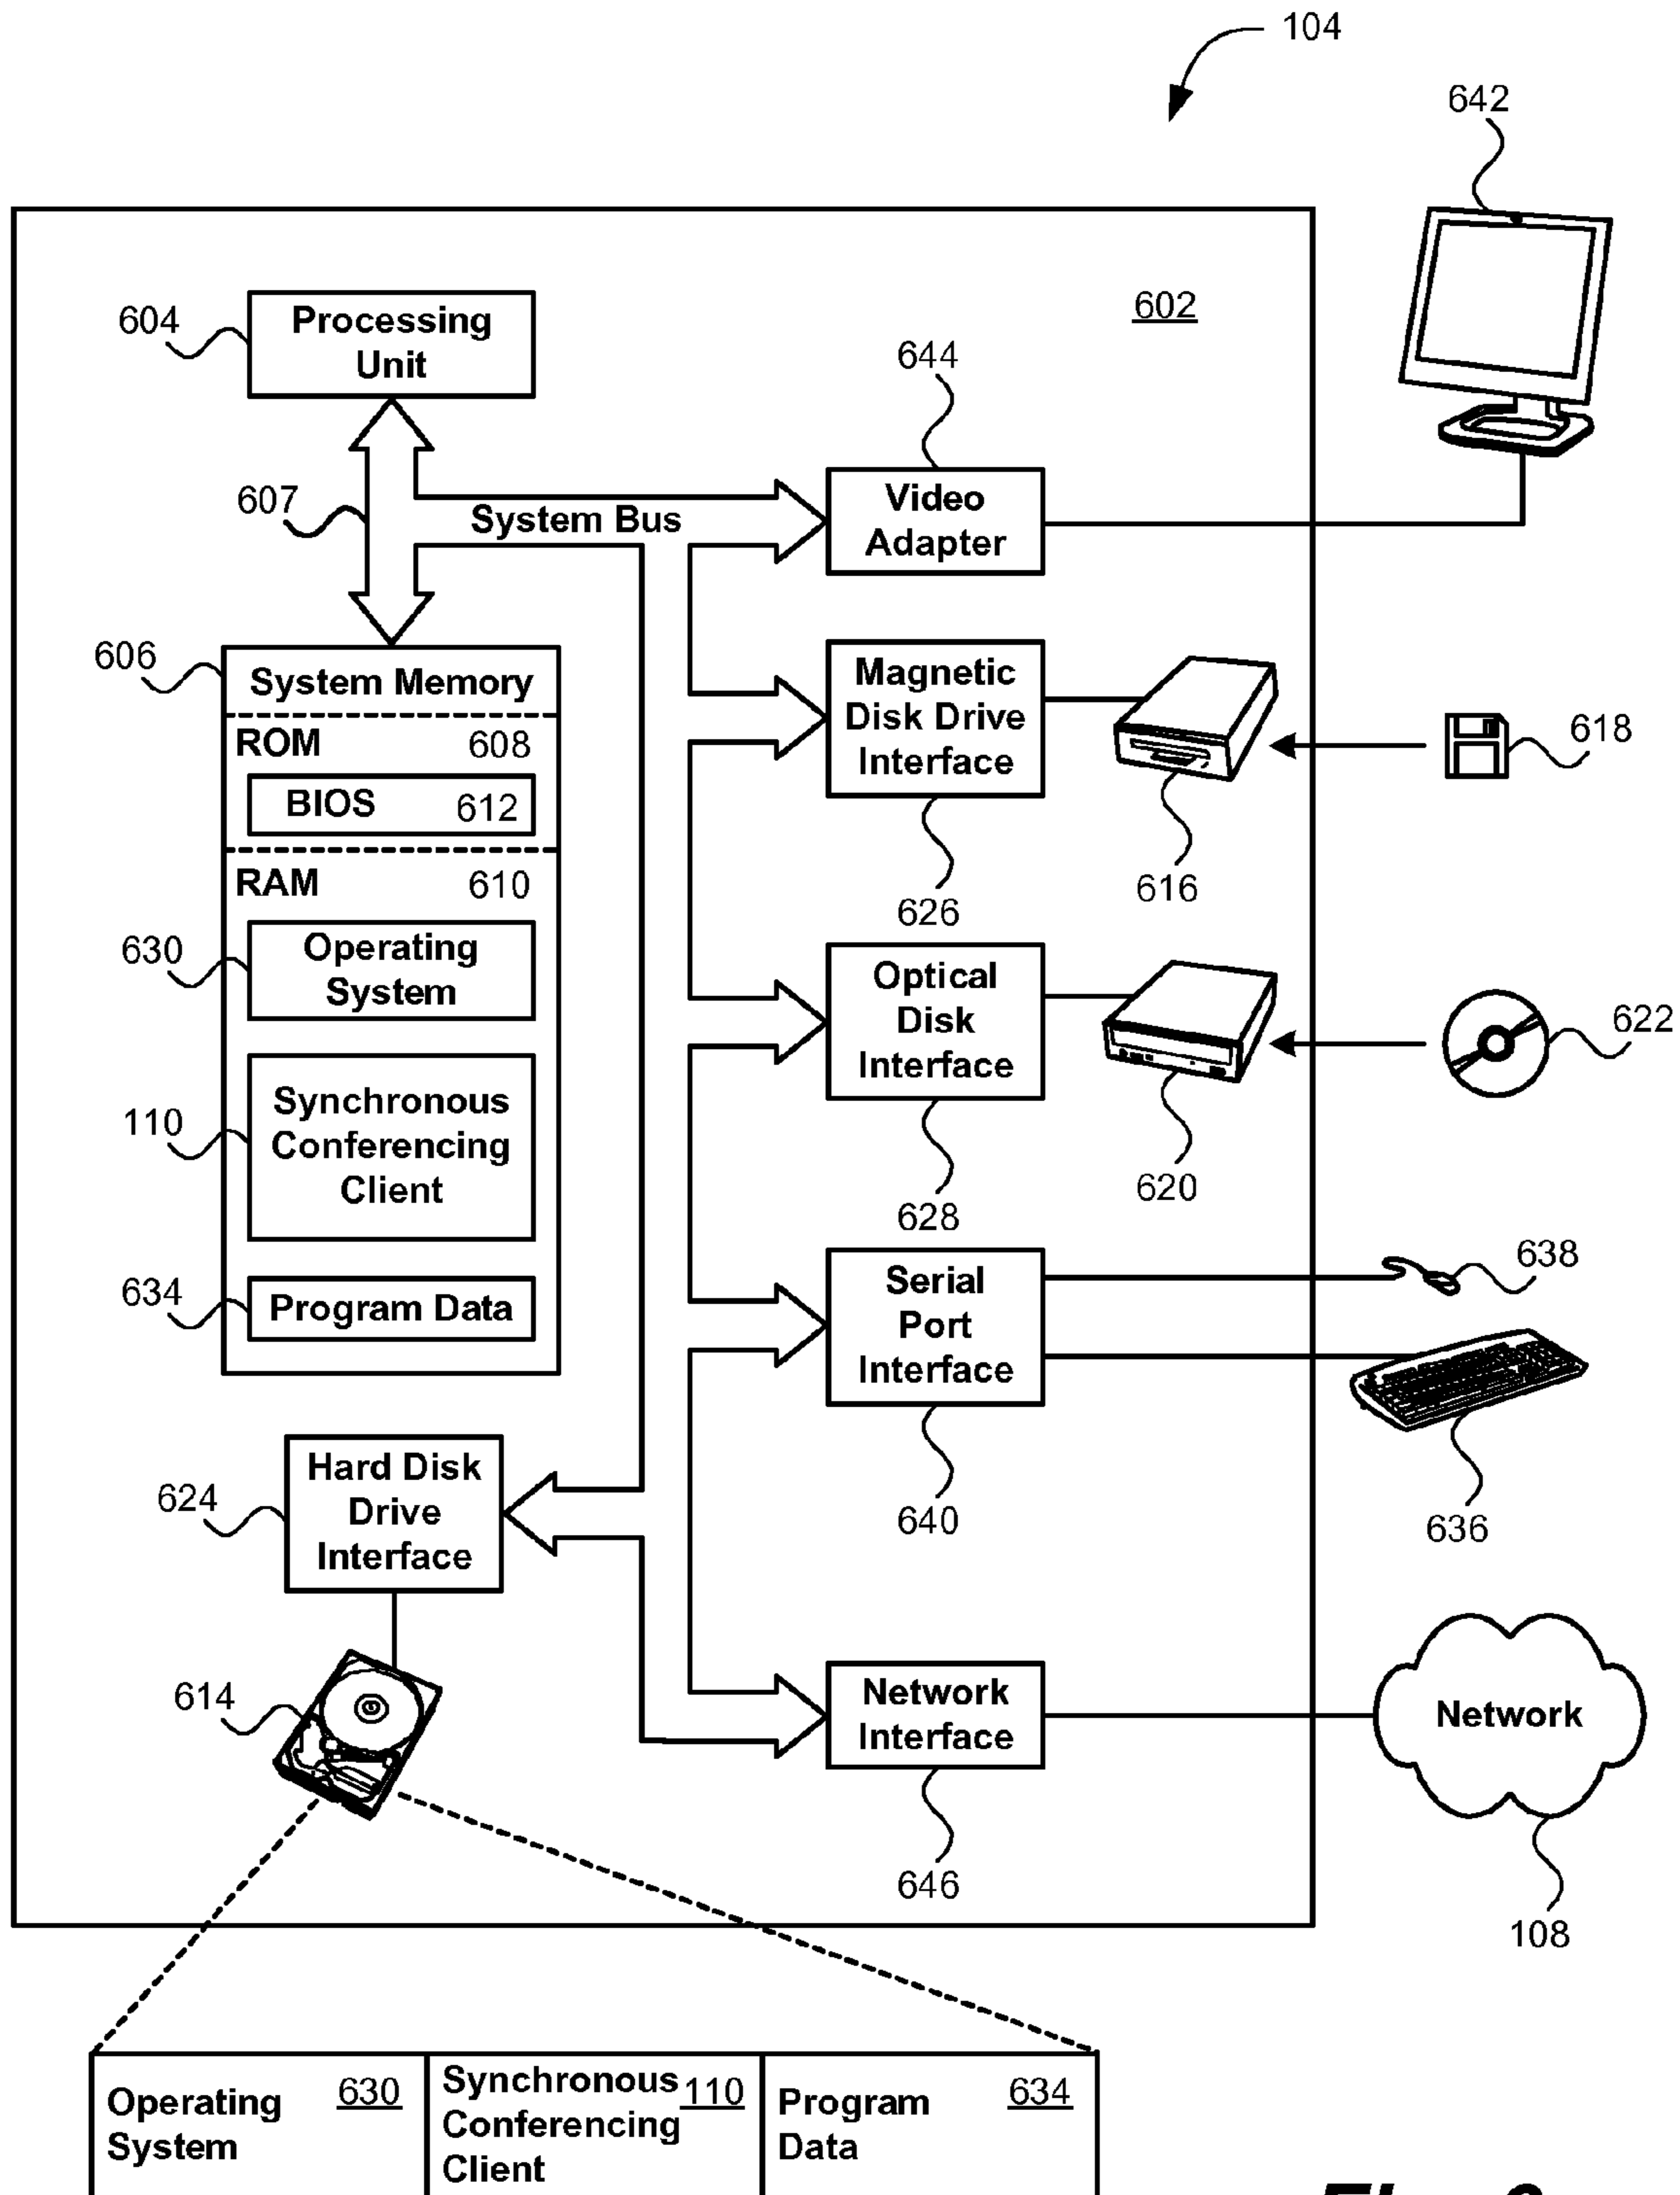 104
642
602
604
Processing
Unit
644
607
System Bus
Video
Adapter
606
System Memory
ROM 608
BIOS 612
RAM 610
630
Operating
System
110
Synchronous
Conferencing
Client
634
Program Data
Magnetic
Disk Drive
Interface
626
616
618
Optical
Disk
Interface
628
620
622
Serial
Port
Interface
640
638
636
624
Hard Disk
Drive
Interface
614
Network
Interface
646
Network
108
Operating
System
630
Synchronous 110
Conferencing
Client
Program
Data
634